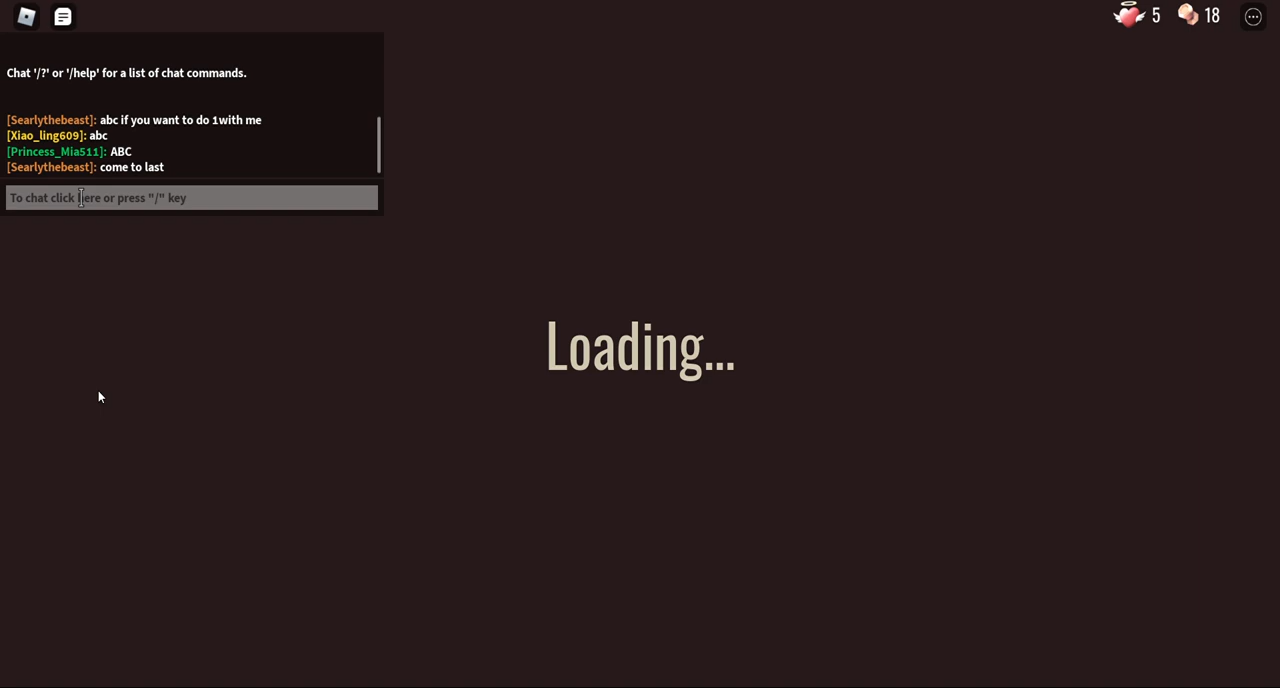 5
18
Chat '/?' or '/help' for a list of chat commands.
[Searlythebeast]: abc if you want to do 1with me
[Xiao_ling609]: abc
[Princess_Mia511]: ABC
[Searlythebeast]: come to last
To chat click here or press "/" key
Loading...